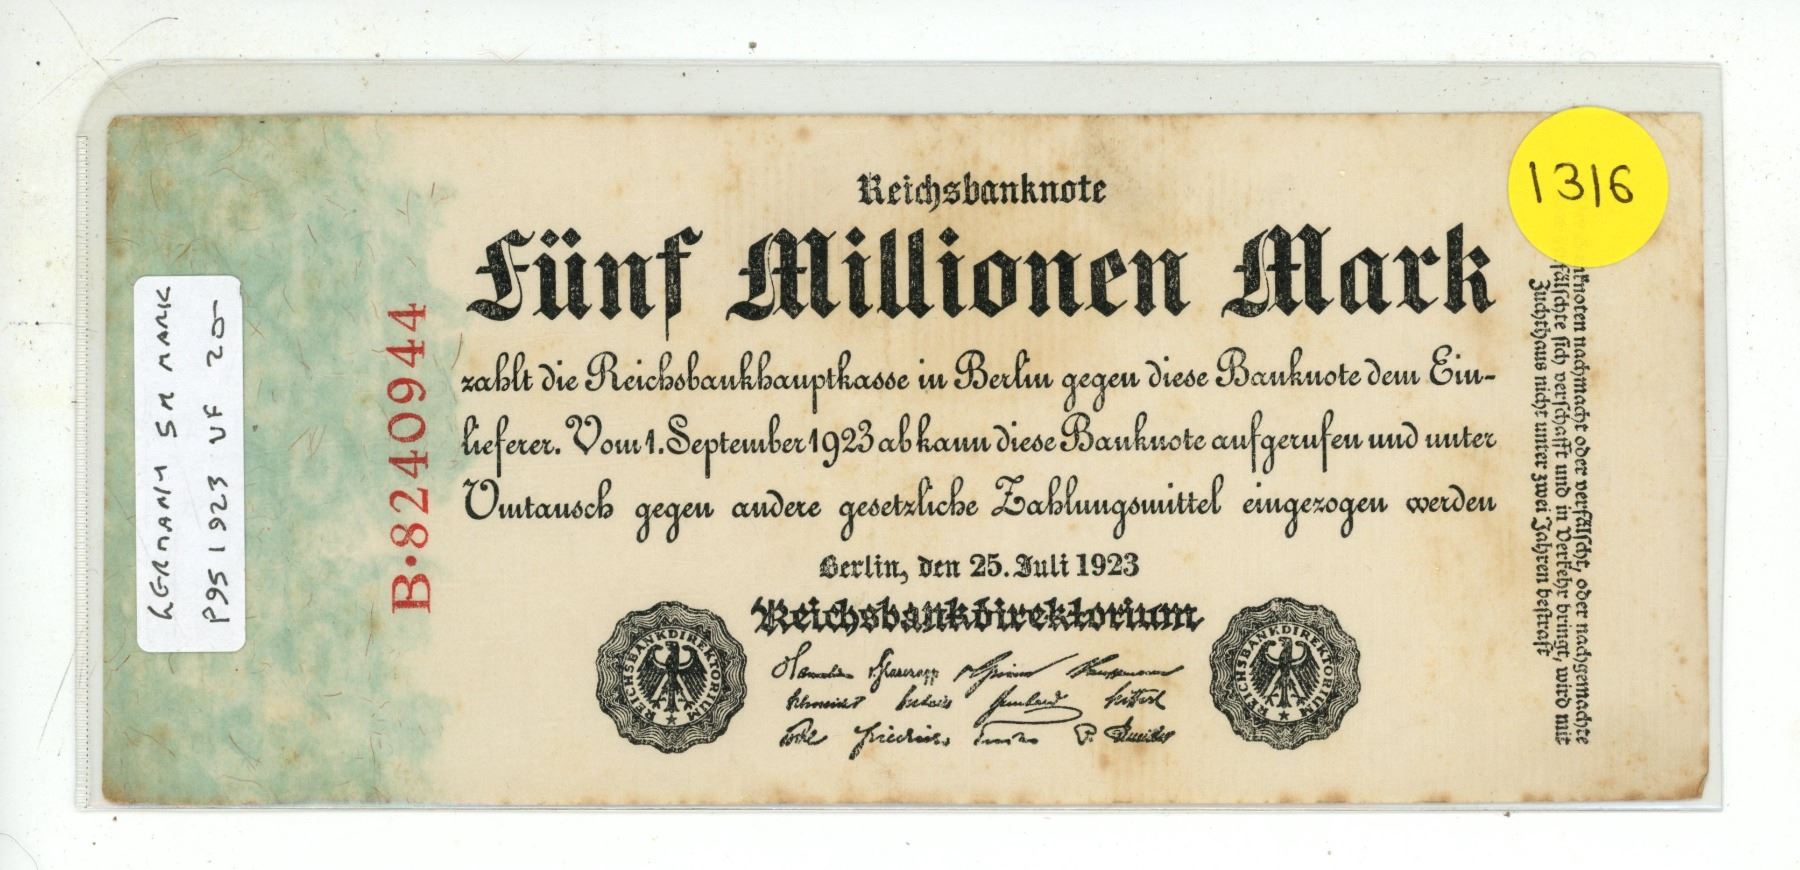 Reichsbanknote
Fünf Millionen Mark
zahlt die Reichsbankhauptkasse in Berlin gegen diese Banknote dem Ein-
lieferer. Vom 1. September 1923 ab kann diese Banknote aufgerufen und unter
Umtausch gegen andere gesetzliche Zahlungsmittel eingezogen werden
Berlin, den 25. Juli 1923
Reichsbankdirektorium
REICHSBANKDIREKTORIUM
REICHSBANKDIREKTORIUM
B·8240944
GERMANY 5M MARK
P95 1923 VF 20-
1316
knoten nachmacht oder verfälscht, oder nachgemachte
fälschte sich verschafft und in Verkehr bringt, wird mit
Zuchthaus nicht unter zwei Jahren bestraft